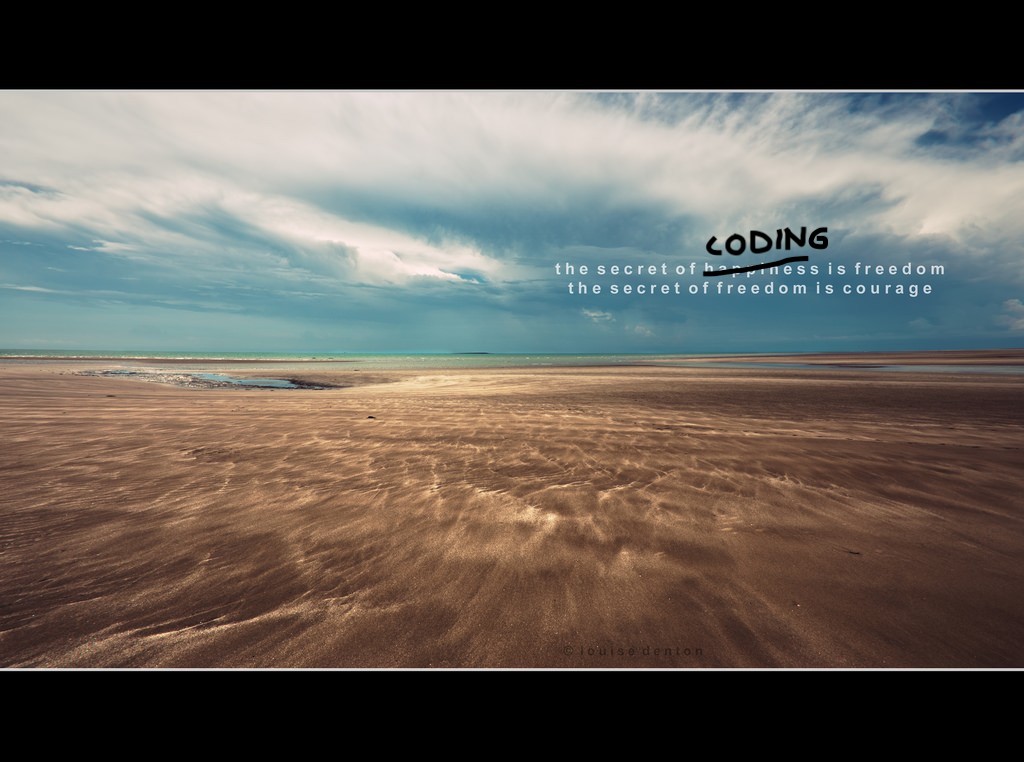 CODING
the secret of happiness is freedom
the secret of freedom is courage
© louise denton